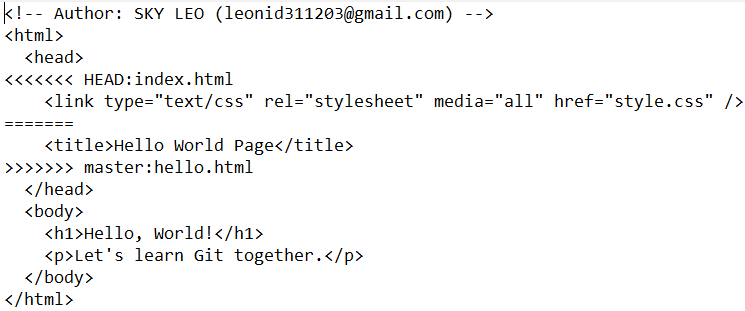 <!-- Author: SKY LEO (leonid311203@gmail.com) -->
<html>
  <head>
<<<<<<< HEAD:index.html
    <link type="text/css" rel="stylesheet" media="all" href="style.css" />
=======
    <title>Hello World Page</title>
>>>>>>> master:hello.html
  </head>
  <body>
    <h1>Hello, World!</h1>
    <p>Let's learn Git together.</p>
  </body>
</html>